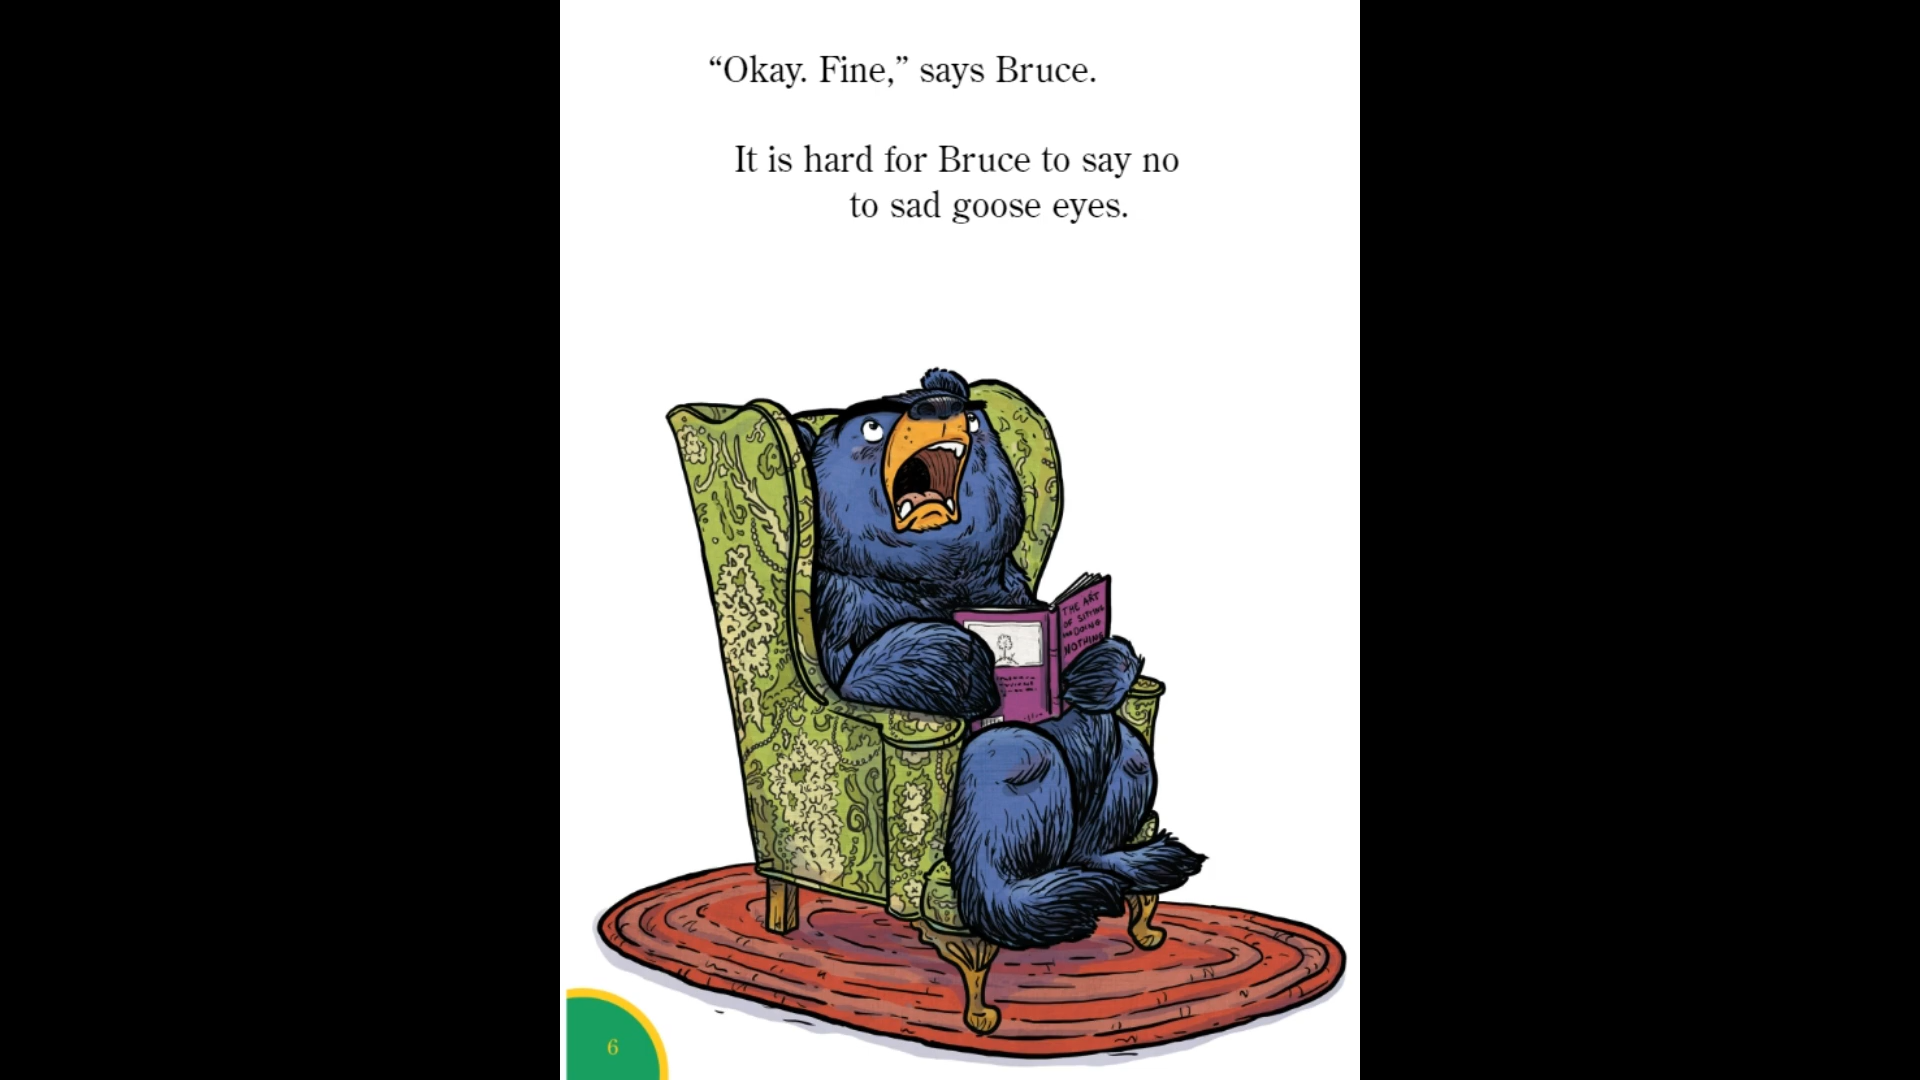 “Okay. Fine,” says Bruce.
It is hard for Bruce to say no
to sad goose eyes.
THE ART
OF SITTING
AND DOING
NOTHING
6